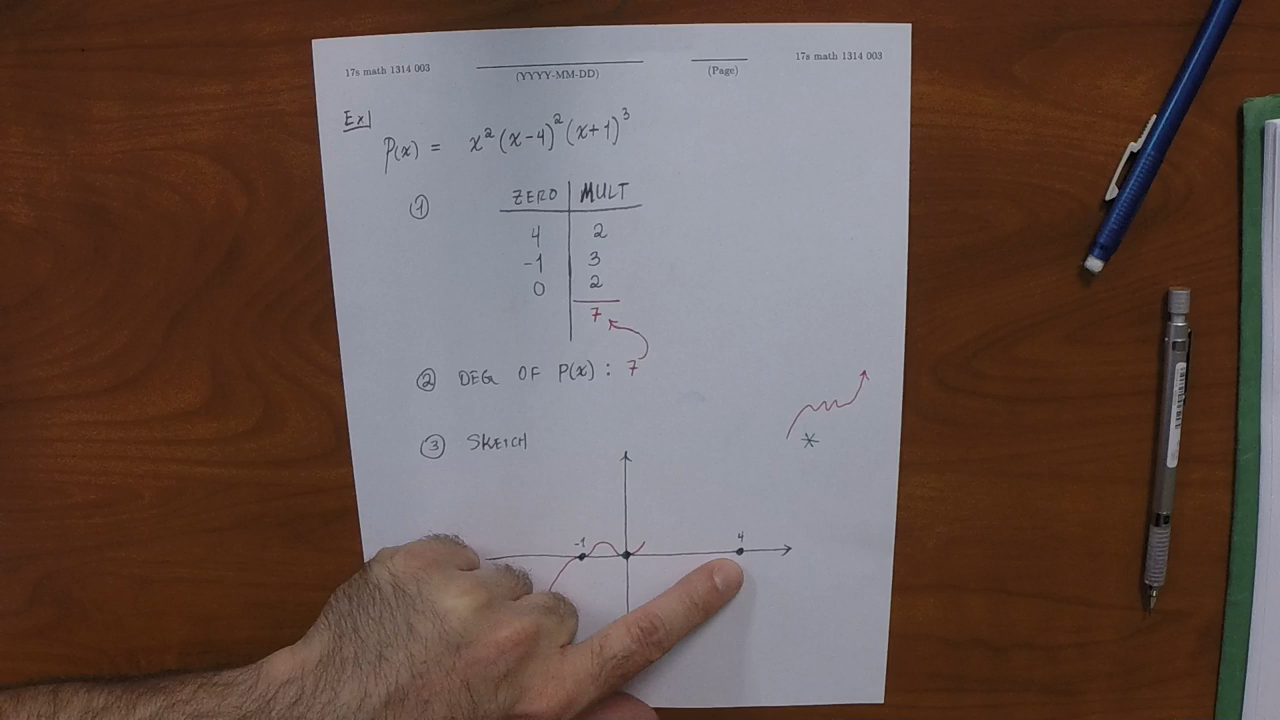 17s math 1314 003 (YYYY-MM-DD) (Page) 17s math 1314 003
Ex1
P(x) = x²(x-4)²(x+1)³
① ZERO | MULT
4 | 2
-1 | 3
0 | 2
7
② DEG OF P(x) : 7
③ SKETCH
*
-1 4